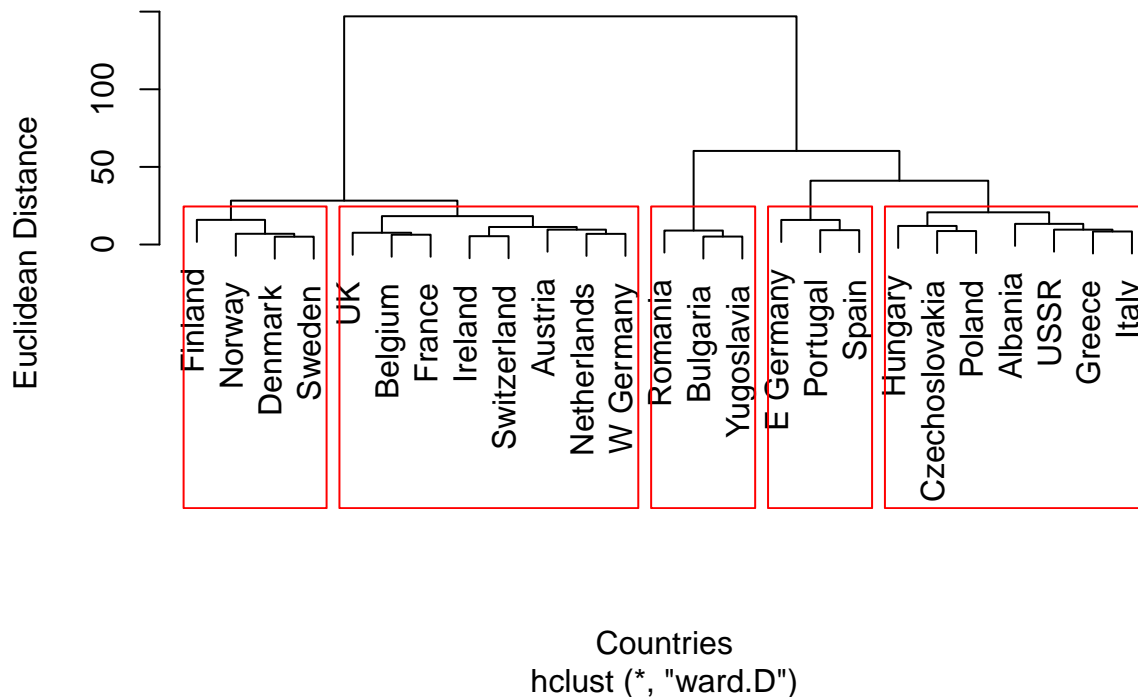 Euclidean Distance
100
50
0
Finland
Norway
Denmark
Sweden
UK
Belgium
France
Ireland
Switzerland
Austria
Netherlands
W Germany
Romania
Bulgaria
Yugoslavia
E Germany
Portugal
Spain
Hungary
Czechoslovakia
Poland
Albania
USSR
Greece
Italy
Countries
hclust (*, "ward.D")